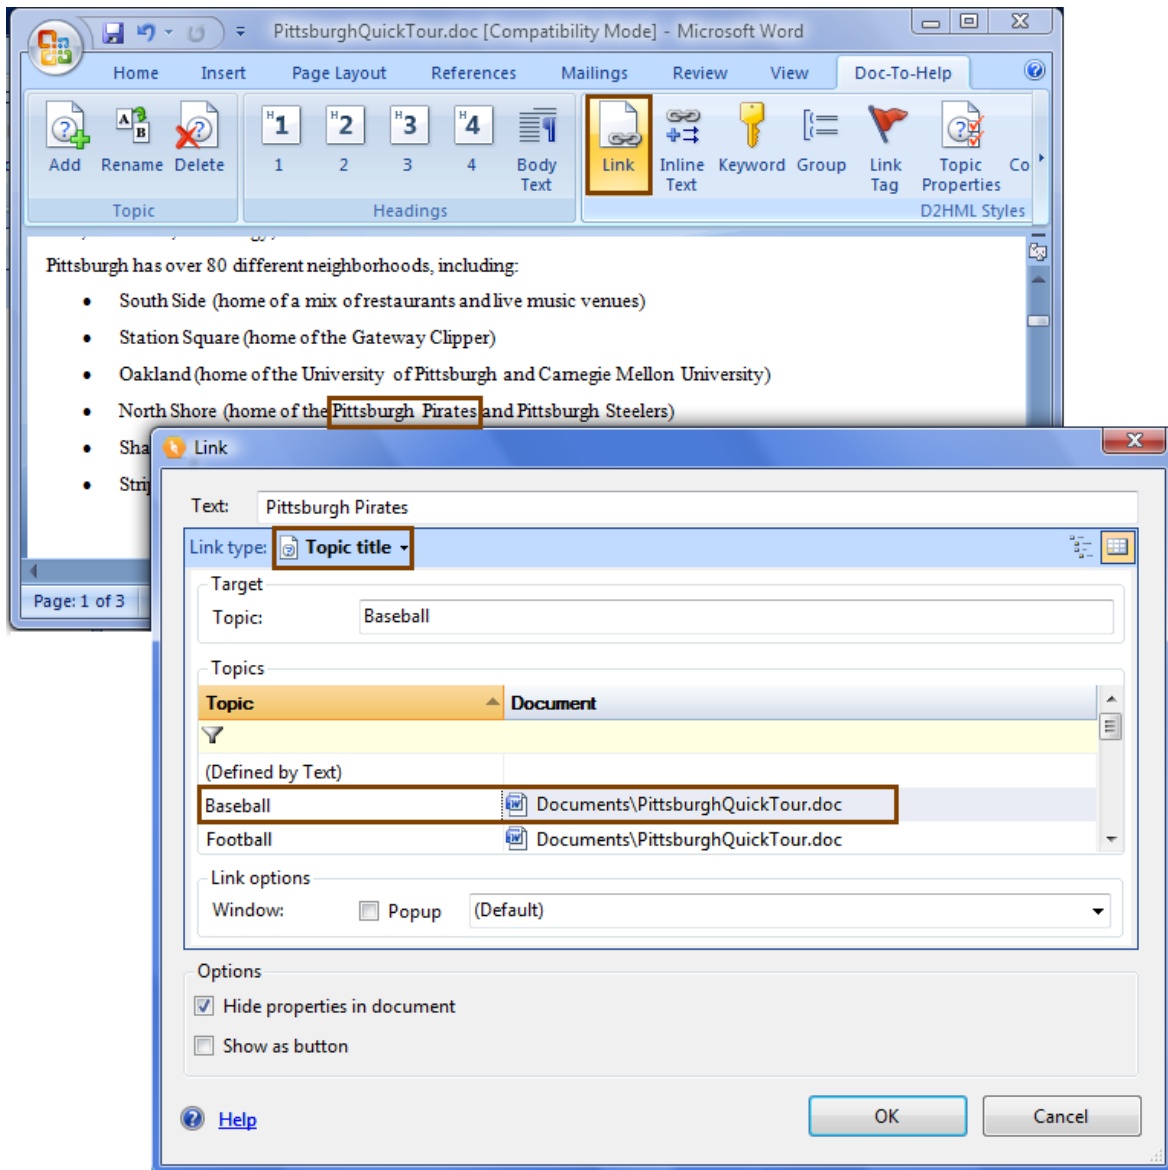 PittsburghQuickTour.doc [Compatibility Mode] - Microsoft Word
Home Insert Page Layout References Mailings Review View Doc-To-Help
H1 H2 H3 H4
Add Rename Delete 1 2 3 4 Body Text Link Inline Text Keyword Group Link Tag Topic Properties Co
Topic Headings D2HML Styles
Pittsburgh has over 80 different neighborhoods, including:
• South Side (home of a mix of restaurants and live music venues)
• Station Square (home of the Gateway Clipper)
• Oakland (home of the University of Pittsburgh and Carnegie Mellon University)
• North Shore (home of the Pittsburgh Pirates and Pittsburgh Steelers)
• Sha
• Strip
Page: 1 of 3
Link
Text: Pittsburgh Pirates
Link type: Topic title
Target
Topic: Baseball
Topics
Topic Document
(Defined by Text)
Baseball Documents\PittsburghQuickTour.doc
Football Documents\PittsburghQuickTour.doc
Link options
Window: Popup (Default)
Options
Hide properties in document
Show as button
Help OK Cancel